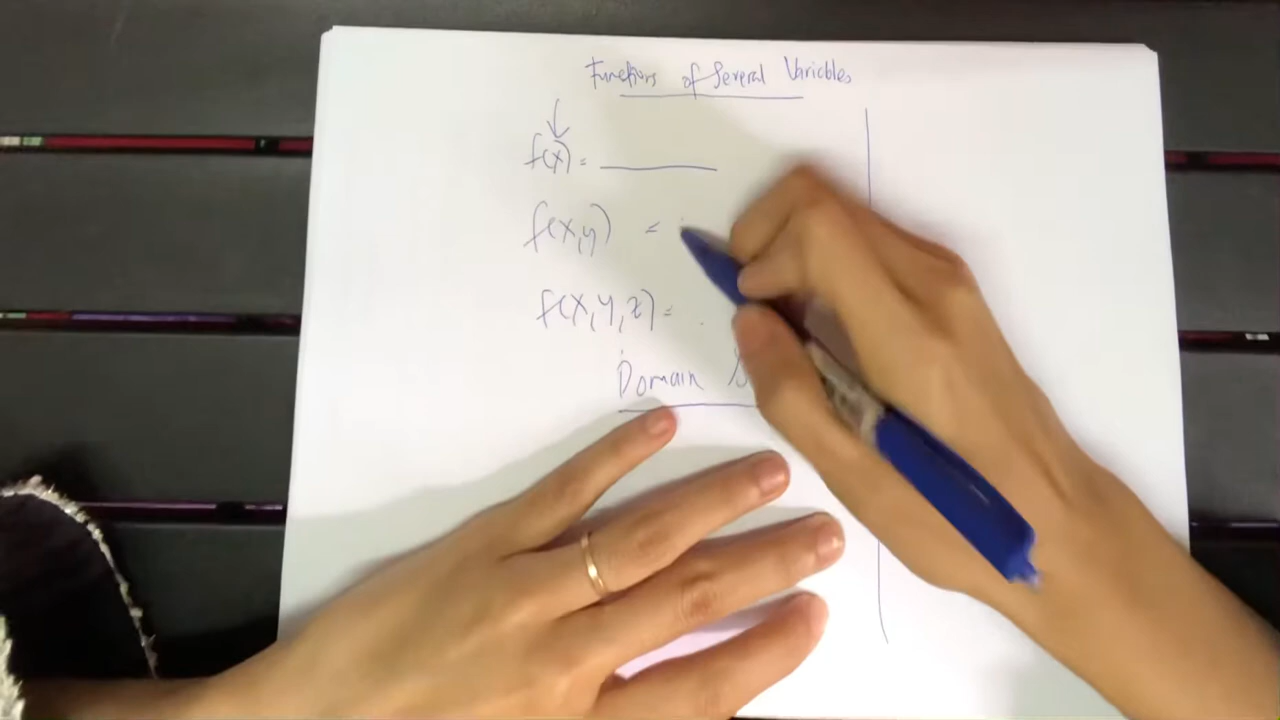 Functions of Several Variables
f(x) =
f(x,y) =
f(x,y,z) =
Domain